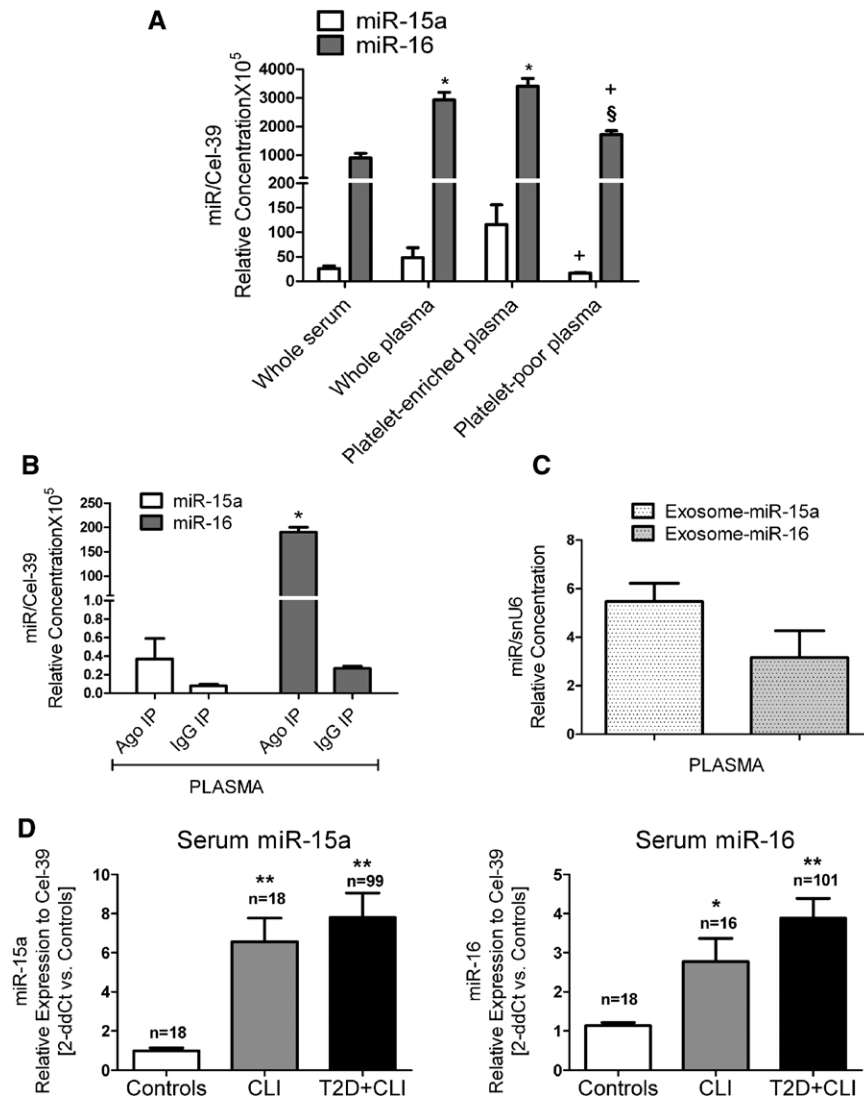 A
miR-15a
miR-16
miR/Cel-39
Relative ConcentrationX10⁵
4000
3000
2000
1000
200
150
100
50
0
*
*
+
§
+
Whole serum
Whole plasma
Platelet-enriched plasma
Platelet-poor plasma
B
miR-15a
miR-16
miR/Cel-39
Relative ConcentrationX10⁵
250
200
150
100
1.0
0.8
0.6
0.4
0.2
0.0
*
Ago IP
IgG IP
Ago IP
IgG IP
PLASMA
C
Exosome-miR-15a
Exosome-miR-16
miR/snU6
Relative Concentration
8
6
4
2
0
PLASMA
D
Serum miR-15a
miR-15a
Relative Expression to Cel-39
[2-ddCt vs. Controls]
10
8
6
4
2
0
n=18
**
n=18
**
n=99
Controls
CLI
T2D+CLI
Serum miR-16
miR-16
Relative Expression to Cel-39
[2-ddCt vs. Controls]
5
4
3
2
1
0
n=18
*
n=16
**
n=101
Controls
CLI
T2D+CLI